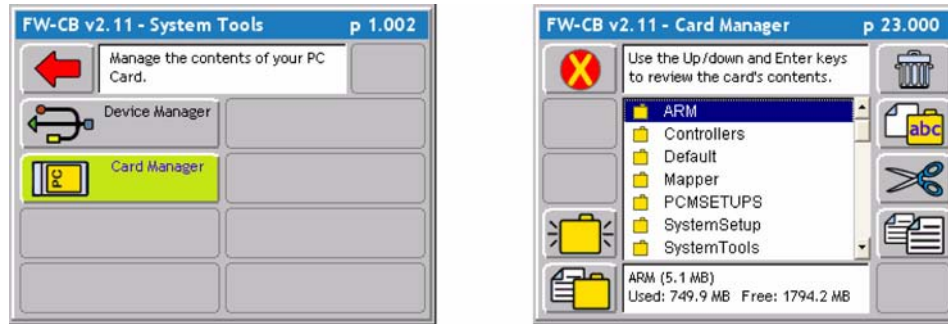 FW-CB v2.11 - System Tools p 1.002
Manage the contents of your PC
Card.
Device Manager
PC
Card Manager
FW-CB v2.11 - Card Manager p 23.000
Use the Up/down and Enter keys
to review the card's contents.
ARM
Controllers
abc
Default
Mapper
PCMSETUPS
SystemSetup
SystemTools
ARM (5.1 MB)
Used: 749.9 MB Free: 1794.2 MB